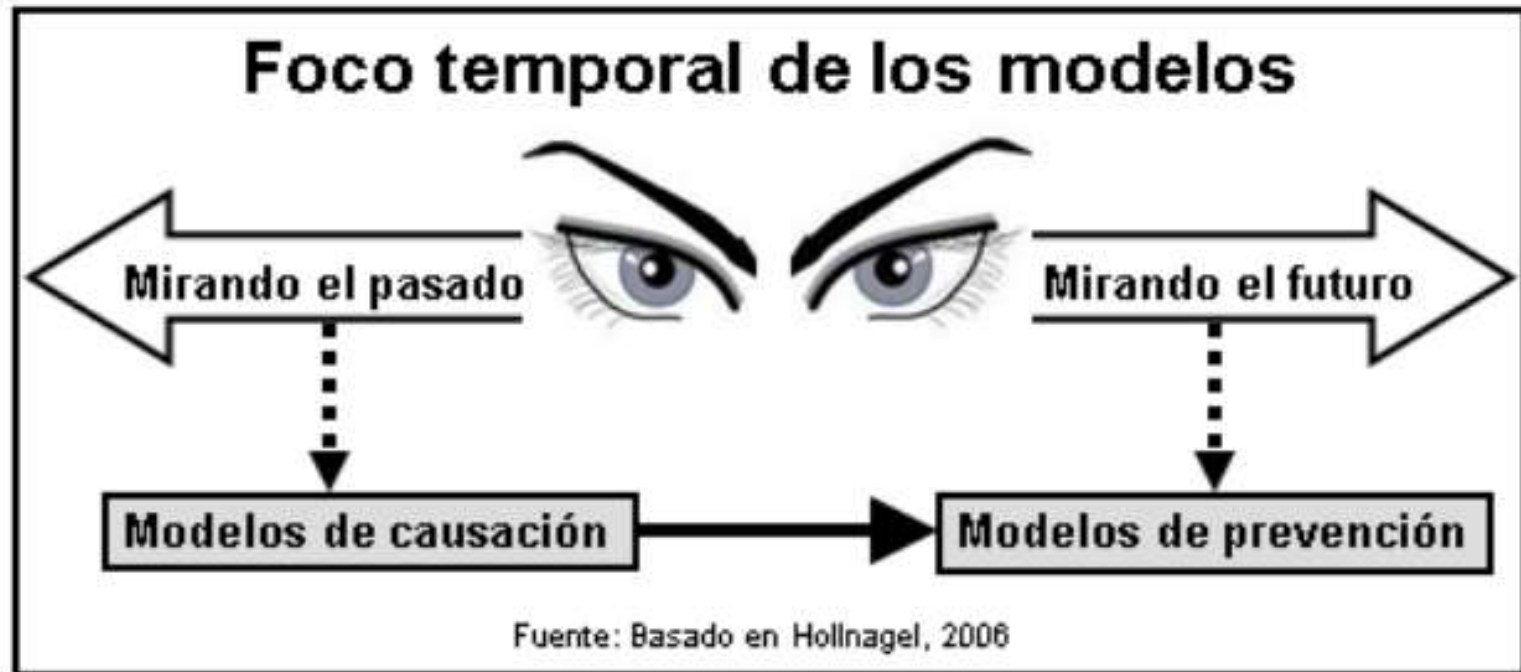 Foco temporal de los modelos
Mirando el pasado
Mirando el futuro
Modelos de causación
Modelos de prevención
Fuente: Basado en Hollnagel, 2006